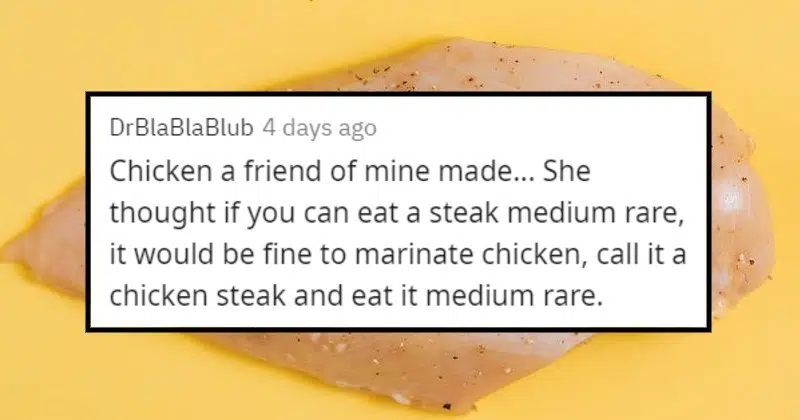 DrBlaBlaBlub 4 days ago
Chicken a friend of mine made... She
thought if you can eat a steak medium rare,
it would be fine to marinate chicken, call it a
chicken steak and eat it medium rare.